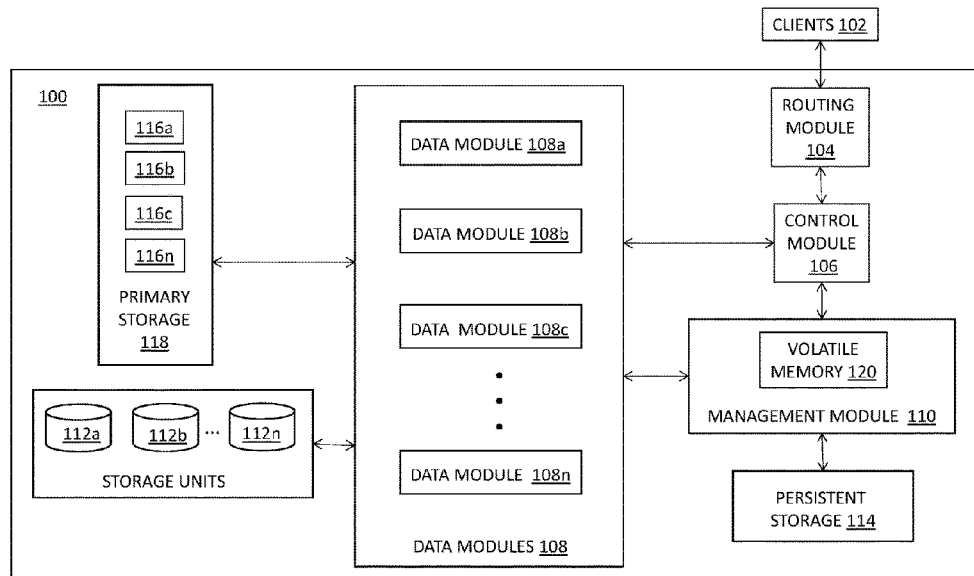 CLIENTS 102
100
116a
116b
116c
116n
PRIMARY
STORAGE
118
112a
112b
...
112n
STORAGE UNITS
DATA MODULE 108a
DATA MODULE 108b
DATA MODULE 108c
DATA MODULE 108n
DATA MODULES 108
ROUTING
MODULE
104
CONTROL
MODULE
106
VOLATILE
MEMORY 120
MANAGEMENT MODULE 110
PERSISTENT
STORAGE 114